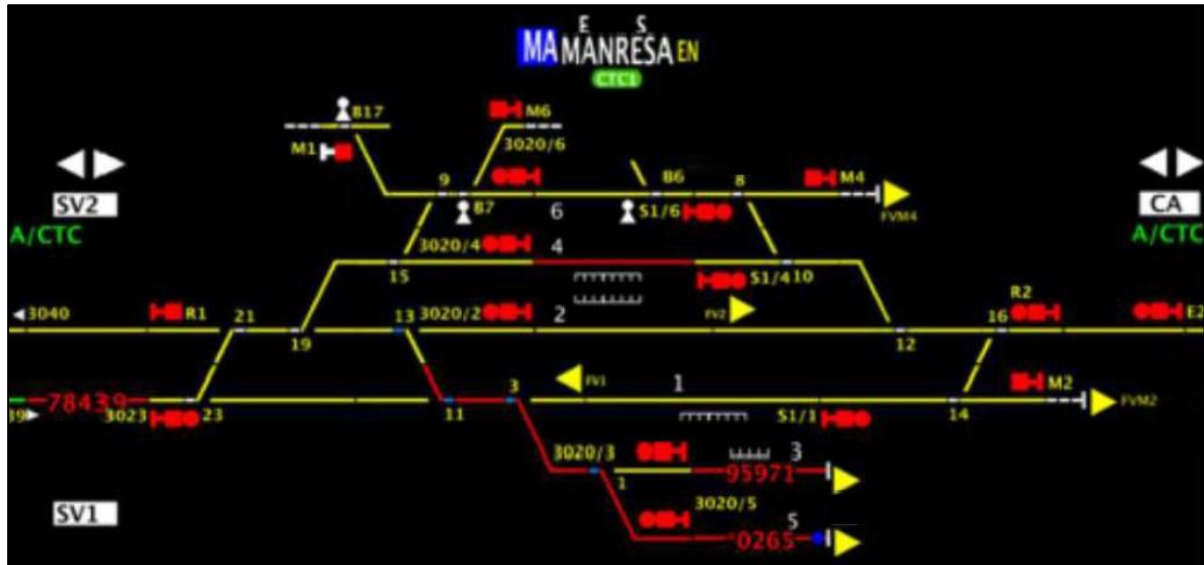 E S
MA MANRESA EN
CTC1
B17
M6
M1
3020/6
SV2
9
B7
6
B6
S1/6
8
M4
FVM4
CA
A/CTC
A/CTC
3020/4
4
15
S1/4
10
3040
R1
21
19
13
3020/2
2
FV2
12
16
R2
E2
78439
39
3023
23
11
3
FV1
1
S1/1
14
M2
FVM2
3020/3
1
3
95971
3020/5
SV1
0265
5